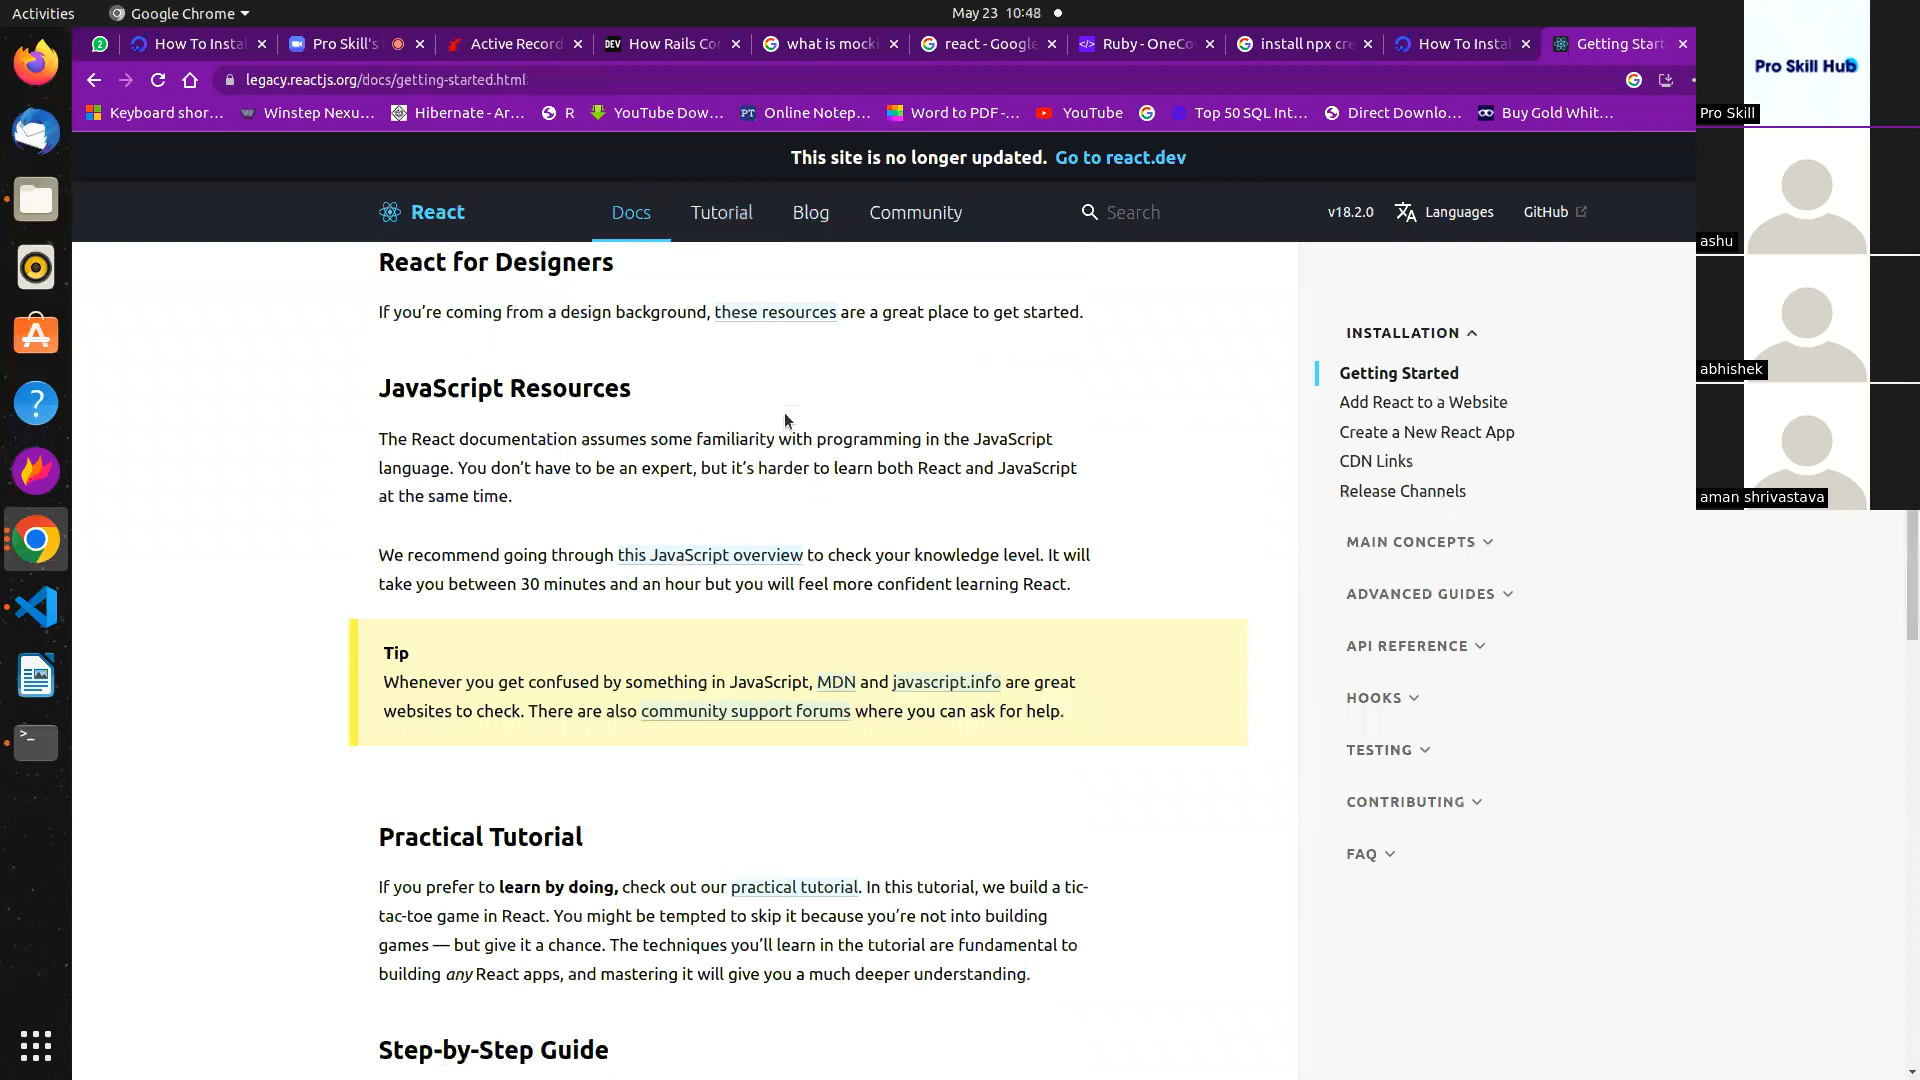 Activities
Google Chrome
May 23 10:48
How To Insta
Pro Skill's
Active Record
DEV
How Rails Co
what is mocki
react - Google
Ruby - OneCo
install npx cre
How To Insta
Getting Start
legacy.reactjs.org/docs/getting-started.html
Keyboard shor...
Winstep Nexu...
Hibernate - Ar...
R
YouTube Dow...
PT
Online Notep...
Word to PDF -...
YouTube
Top 50 SQL Int...
Direct Downlo...
Buy Gold Whit...
This site is no longer updated. Go to react.dev
React
Docs
Tutorial
Blog
Community
Search
v18.2.0
Languages
GitHub
React for Designers
If you’re coming from a design background, these resources are a great place to get started.
JavaScript Resources
The React documentation assumes some familiarity with programming in the JavaScript
language. You don’t have to be an expert, but it’s harder to learn both React and JavaScript
at the same time.
We recommend going through this JavaScript overview to check your knowledge level. It will
take you between 30 minutes and an hour but you will feel more confident learning React.
Tip
Whenever you get confused by something in JavaScript, MDN and javascript.info are great
websites to check. There are also community support forums where you can ask for help.
Practical Tutorial
If you prefer to learn by doing, check out our practical tutorial. In this tutorial, we build a tic-
tac-toe game in React. You might be tempted to skip it because you’re not into building
games — but give it a chance. The techniques you’ll learn in the tutorial are fundamental to
building any React apps, and mastering it will give you a much deeper understanding.
Step-by-Step Guide
INSTALLATION
Getting Started
Add React to a Website
Create a New React App
CDN Links
Release Channels
MAIN CONCEPTS
ADVANCED GUIDES
API REFERENCE
HOOKS
TESTING
CONTRIBUTING
FAQ
Pro Skill Hub
Pro Skill
ashu
abhishek
aman shrivastava